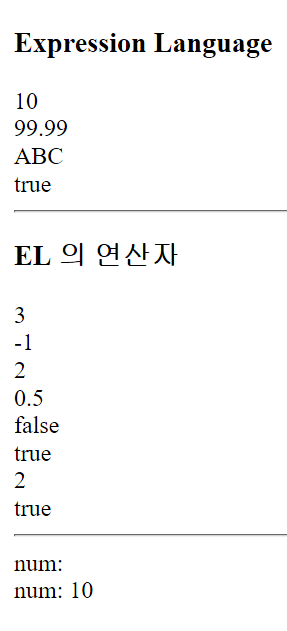 Expression Language
10
99.99
ABC
true
EL 의 연산자
3
-1
2
0.5
false
true
2
true
num:
num: 10